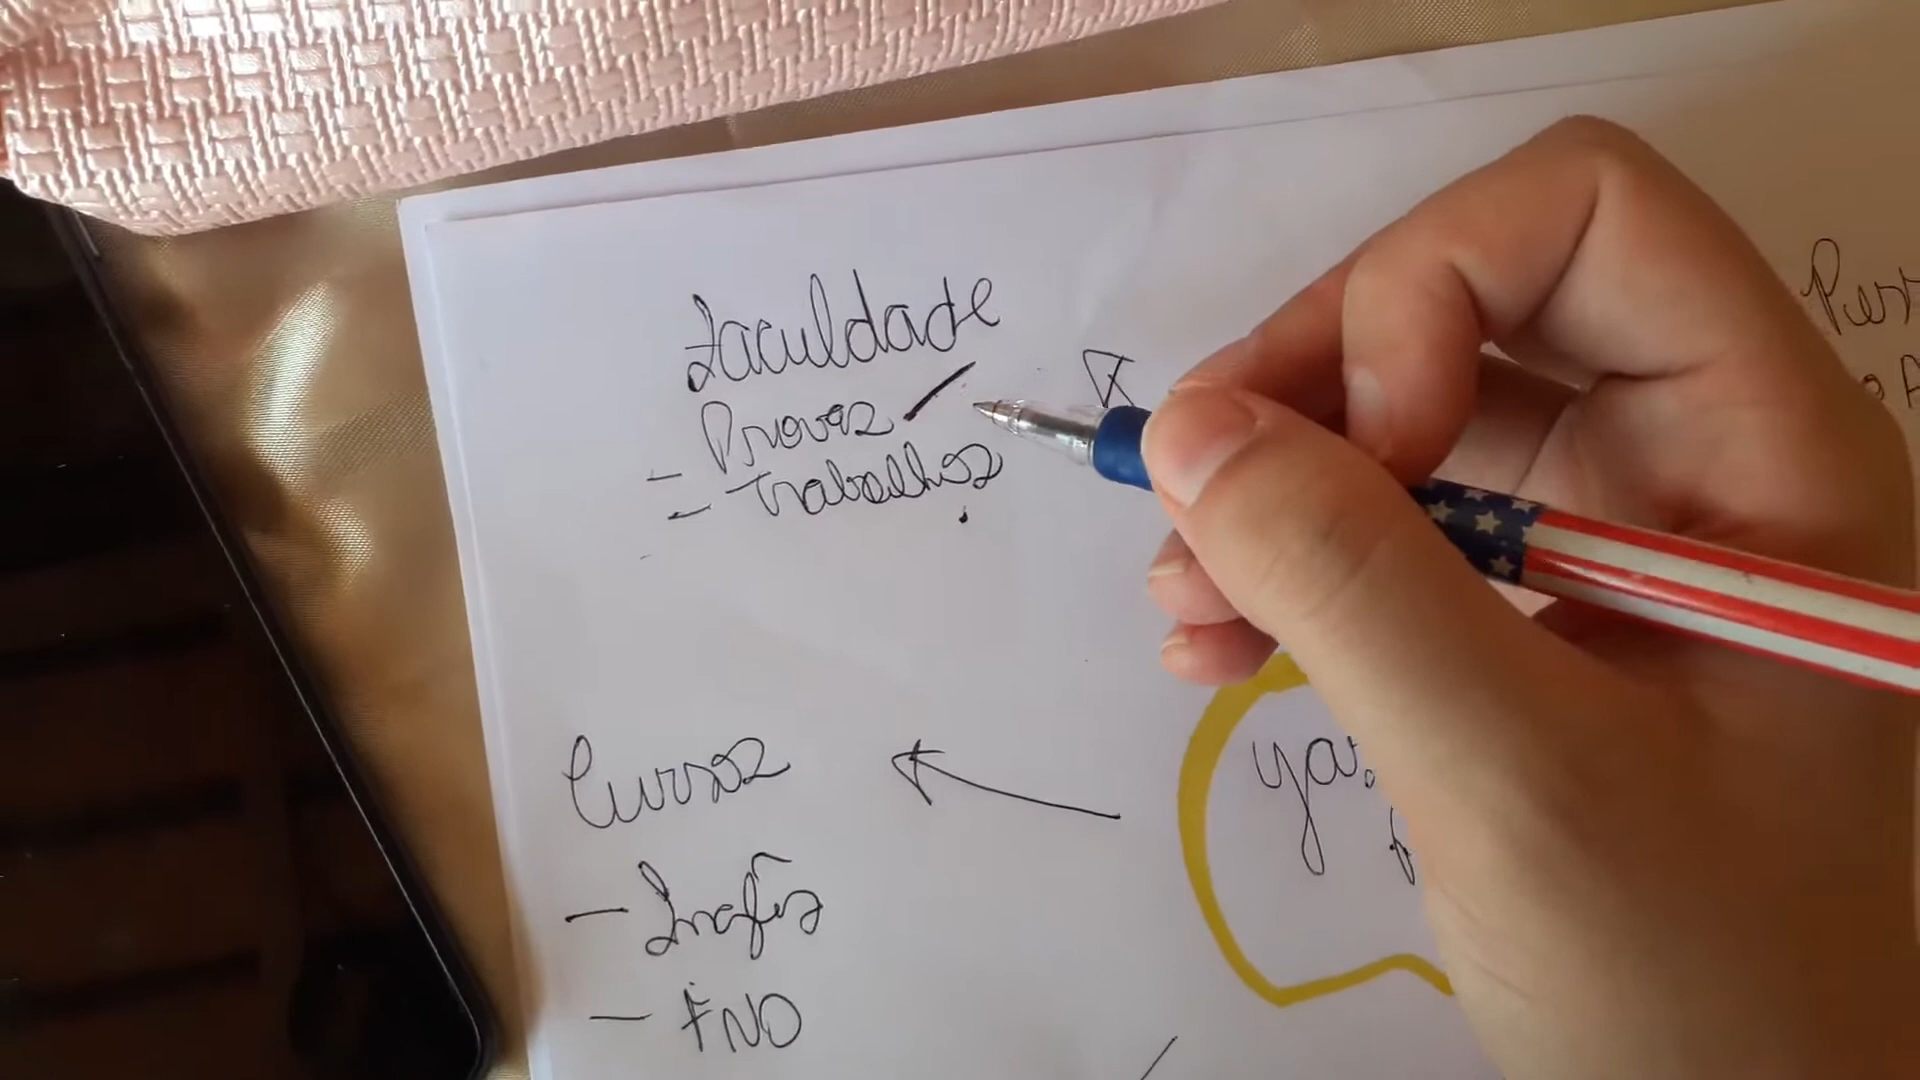 Faculdade
- Provas
- Trabalhos
Cursos
- Inglês
- FNO